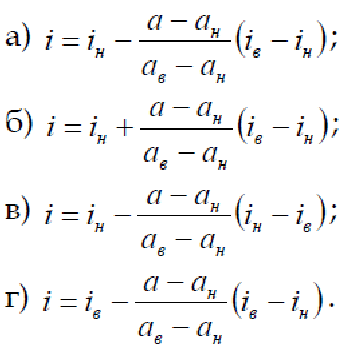 а) i = iн − (a − aн)/(aв − aн) (iв − iн);
б) i = iн + (a − aн)/(aв − aн) (iв − iн);
в) i = iн − (a − aн)/(aв − aн) (iн − iв);
г) i = iв − (a − aн)/(aв − aн) (iв − iн).